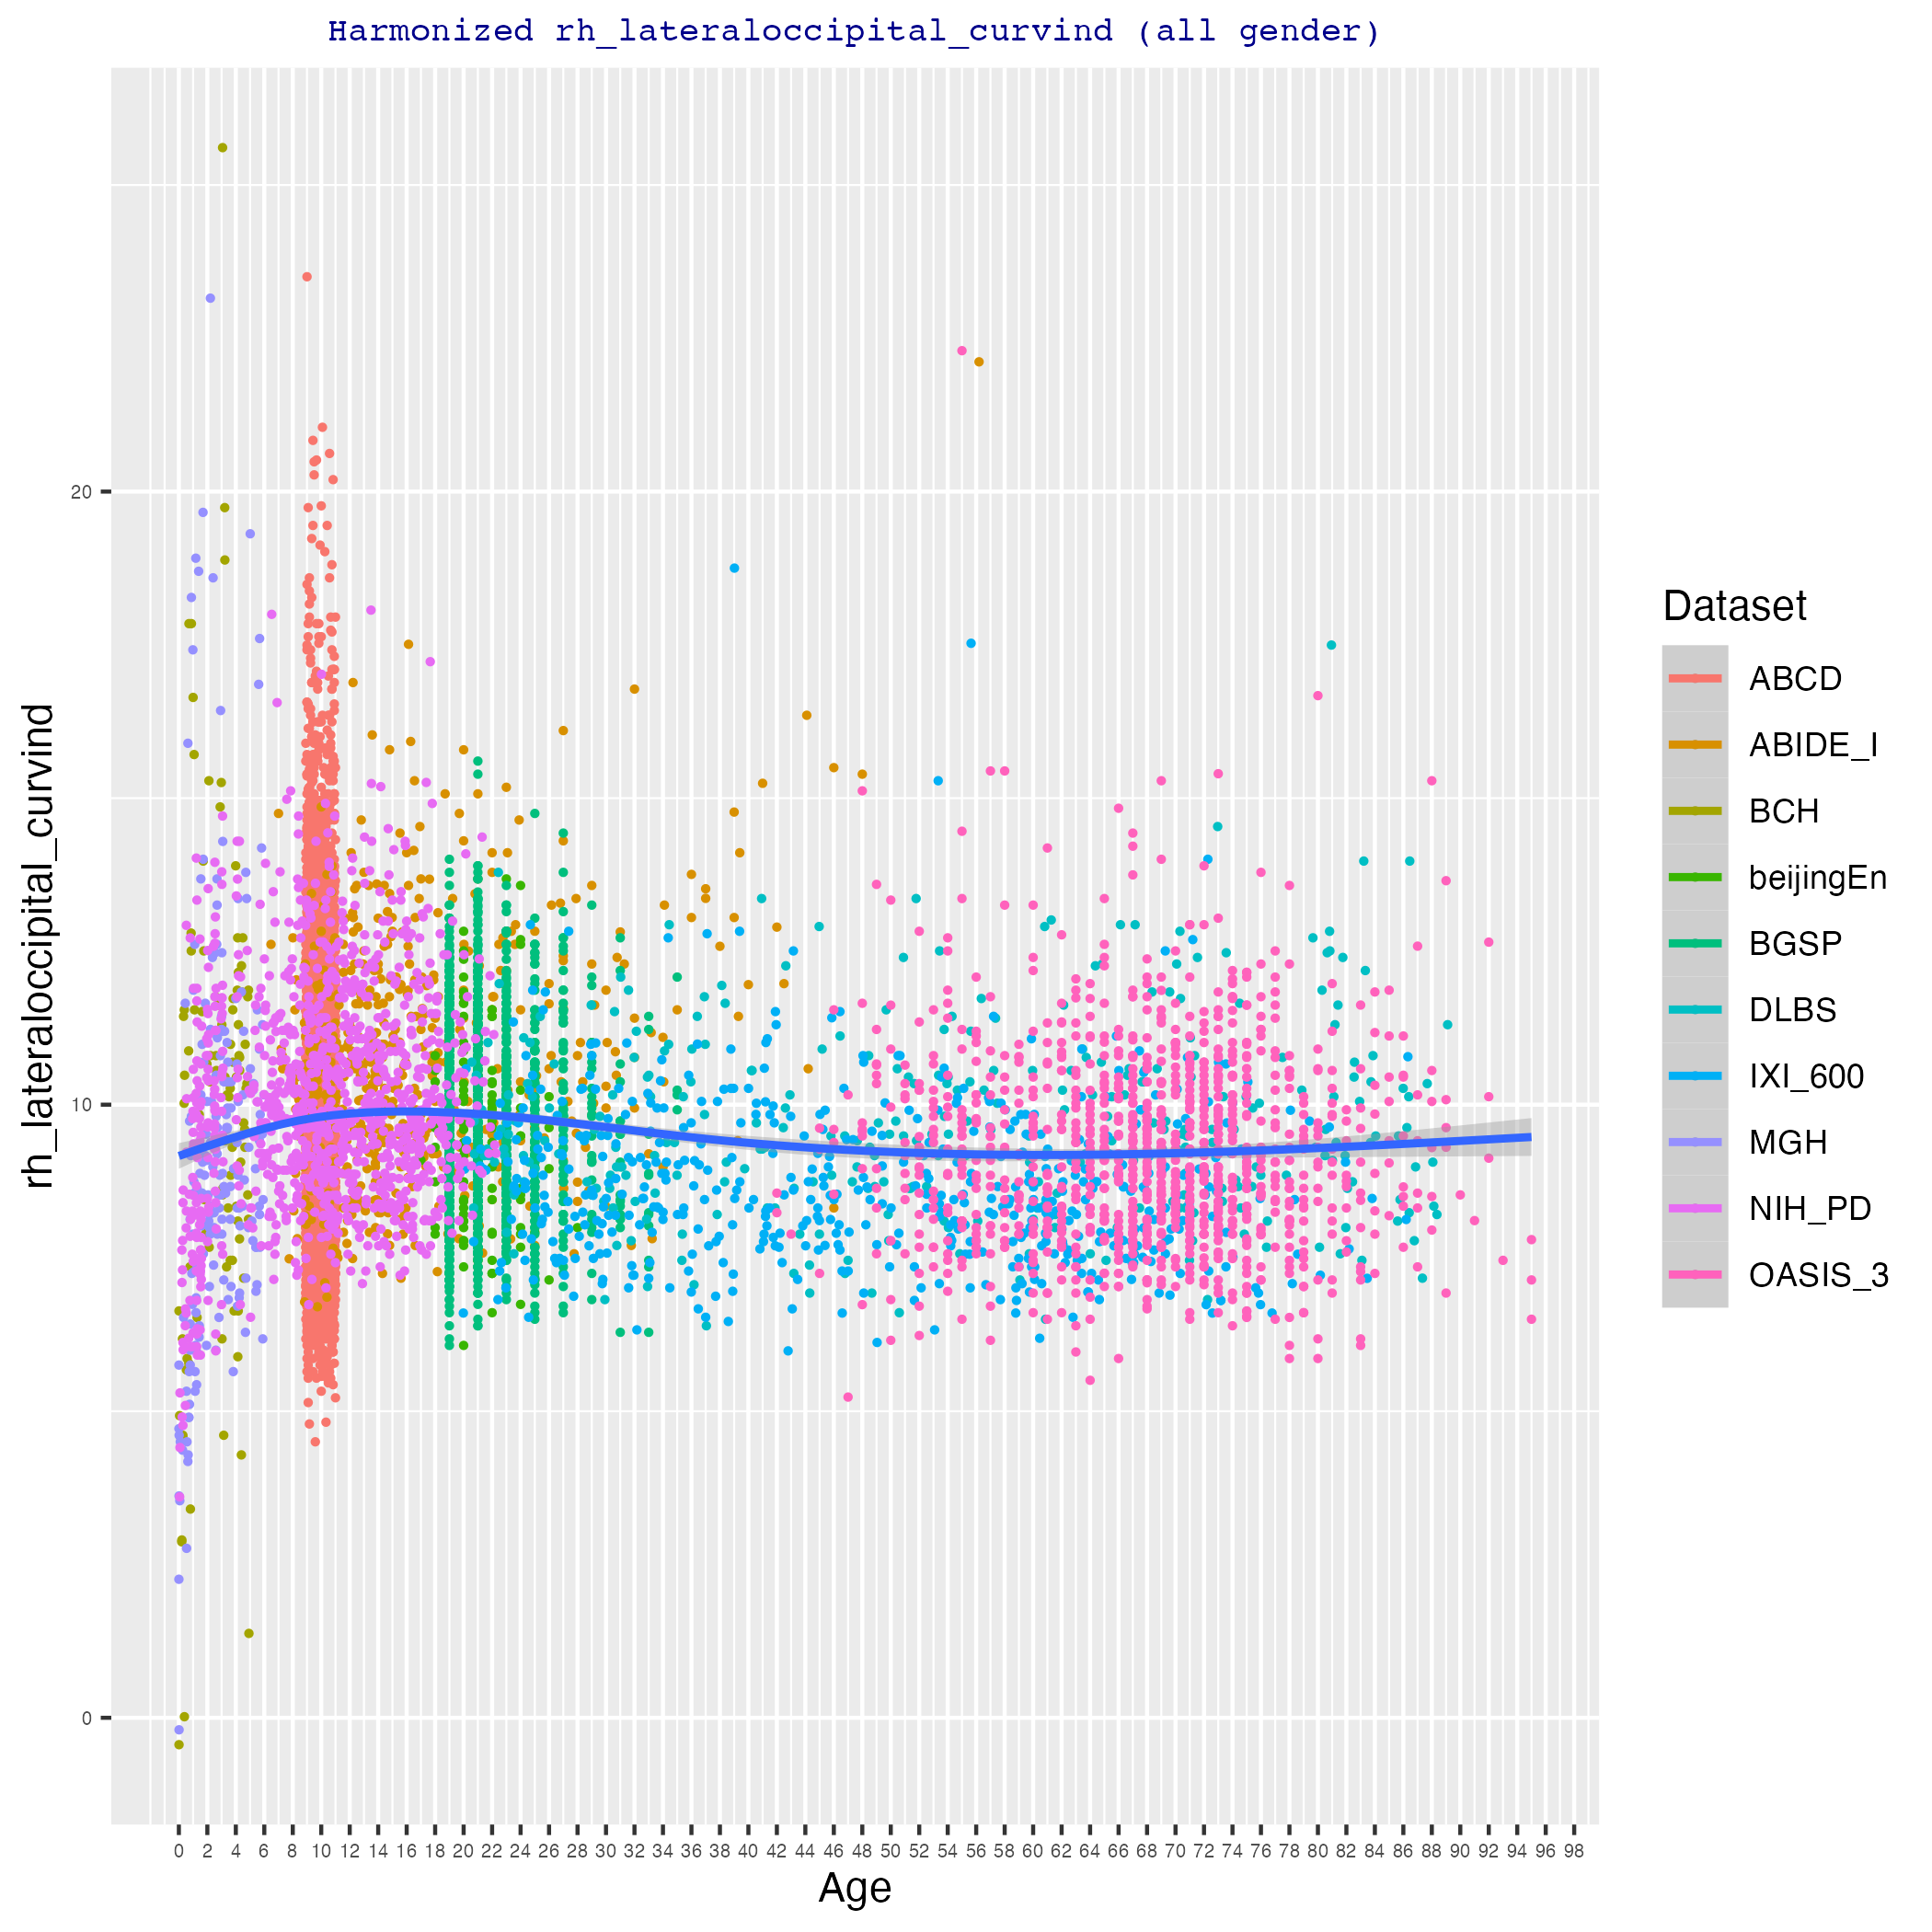 Harmonized rh_lateraloccipital_curvind (all gender)
rh_lateraloccipital_curvind
20
10
0
0 2 4 6 8 10 12 14 16 18 20 22 24 26 28 30 32 34 36 38 40 42 44 46 48 50 52 54 56 58 60 62 64 66 68 70 72 74 76 78 80 82 84 86 88 90 92 94 96 98
Age
Dataset
ABCD
ABIDE_I
BCH
beijingEn
BGSP
DLBS
IXI_600
MGH
NIH_PD
OASIS_3